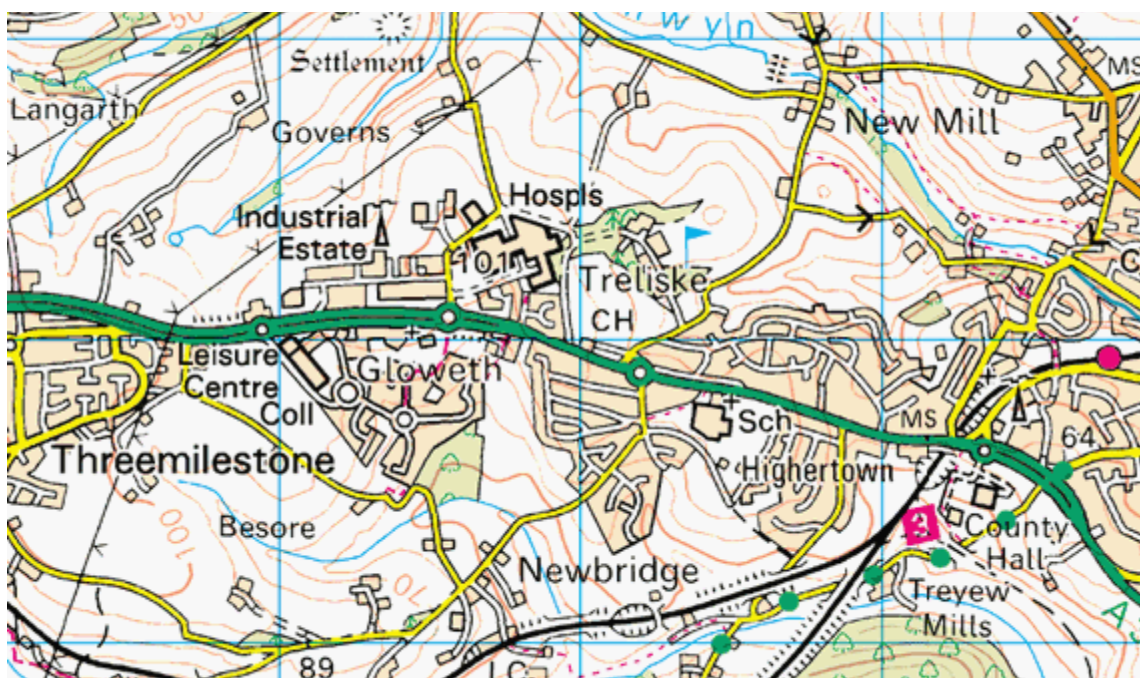 Settlement
Langarth
Governs
MS
New Mill
Hospls
Industrial
Estate
101
Treliske
CH
Leisure
Centre
Coll
Gloweth
Sch
MS
Threemilestone
Highertown
64
Besore
100
3
County
Hall
Newbridge
70
Treyew
Mills
89
LC